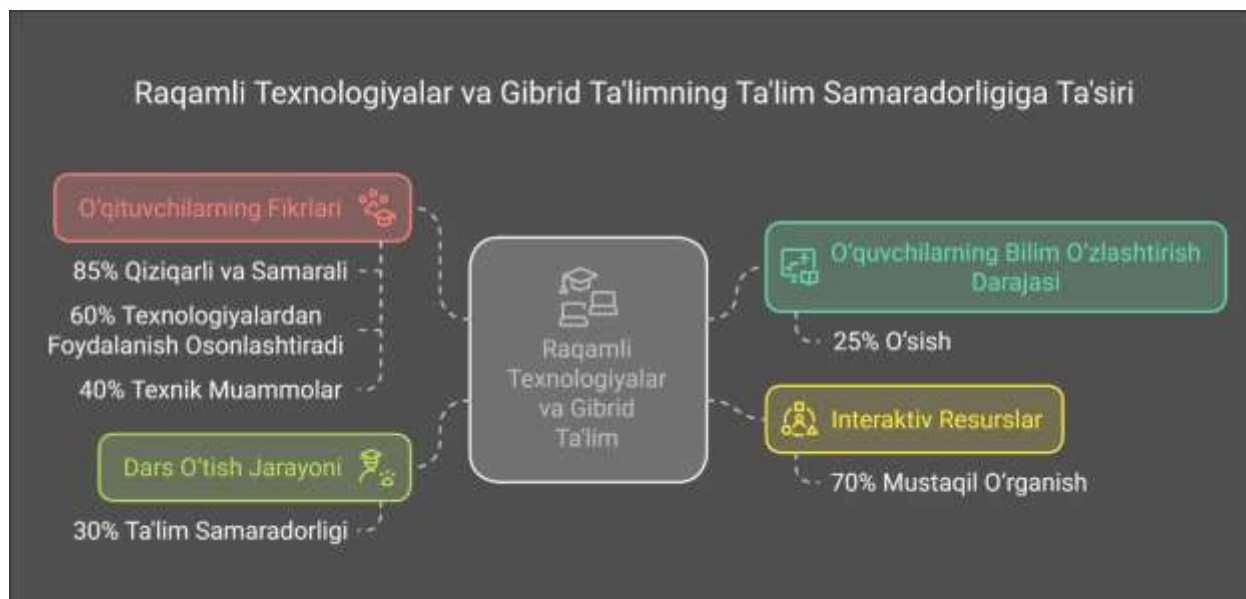 Raqamli Texnologiyalar va Gibrid Ta'limning Ta'lim Samaradorligiga Ta'siri
O'qituvchilarning Fikrlari
85% Qiziqarli va Samarali
60% Texnologiyalardan
Foydalanish Osonlashtiradi
40% Texnik Muammolar
Dars O'tish Jarayoni
30% Ta'lim Samaradorligi
Raqamli
Texnologiyalar
va Gibrid
Ta'lim
O'quvchilarning Bilim O'zlashtirish
Darajasi
25% O'sish
Interaktiv Resurslar
70% Mustaqil O'rganish